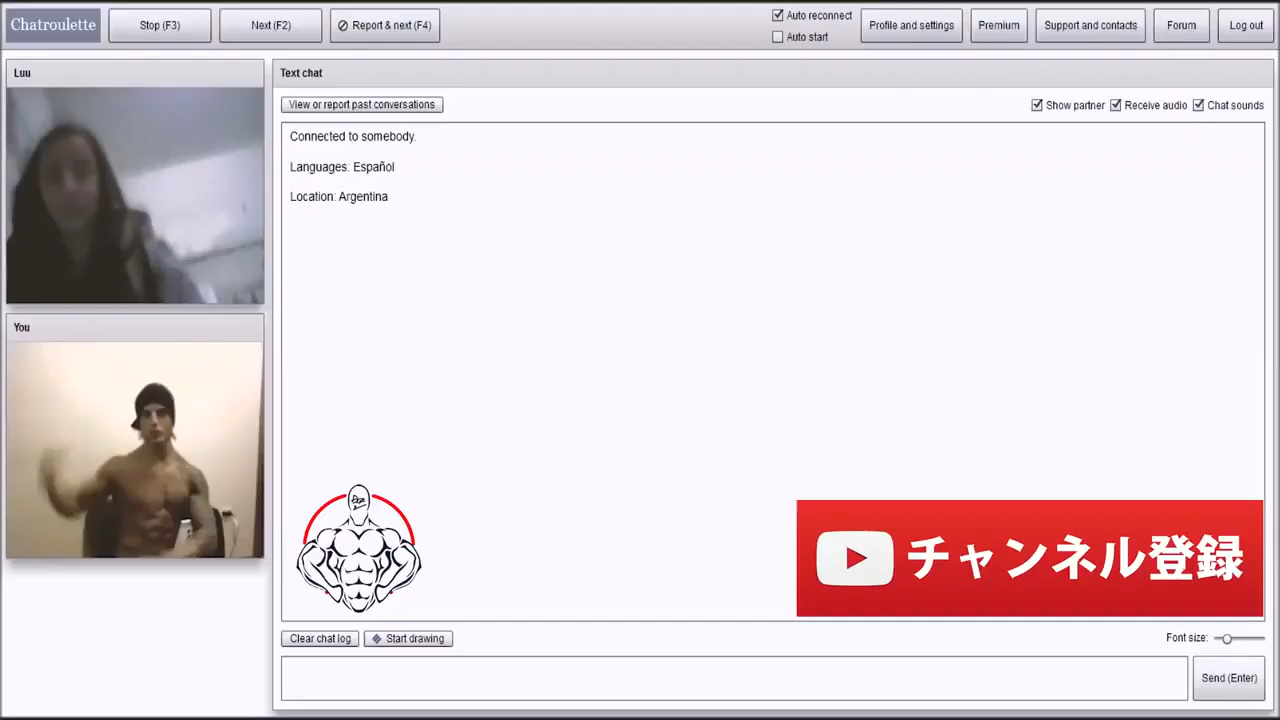 Chatroulette
Stop (F3)
Next (F2)
Report & next (F4)
Auto reconnect
Auto start
Profile and settings
Premium
Support and contacts
Forum
Log out
Luu
You
Text chat
View or report past conversations
Show partner
Receive audio
Chat sounds
Connected to somebody.
Languages: Español
Location: Argentina
チャンネル登録
Clear chat log
Start drawing
Font size:
Send (Enter)